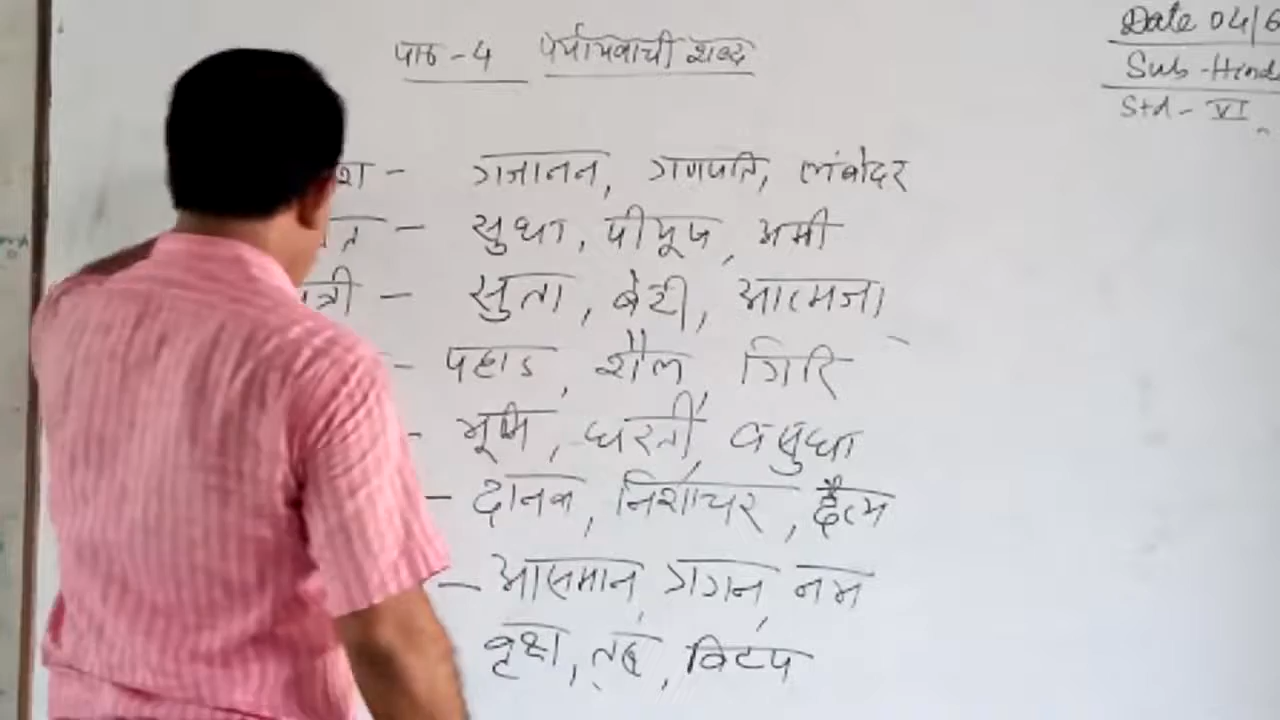 Date 04/6
पाठ - 4 पर्यायवाची शब्द
Sub - Hind
Std - VI
श - गजानन, गणपति, लंबोदर
त - सुधा, पीयूष, अमी
त्री - सुता, बेटी, आत्मजा
- पहाड, शैल, गिरि
- भूमि, धरती, वसुधा
- दानव, निशाचर, दैत्य
- आसमान, गगन, नभ
वृक्ष, तरु, विटप